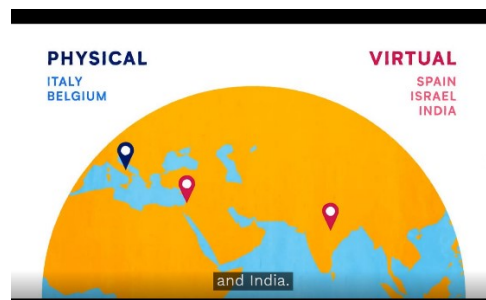 PHYSICAL
ITALY
BELGIUM
VIRTUAL
SPAIN
ISRAEL
INDIA
and India.